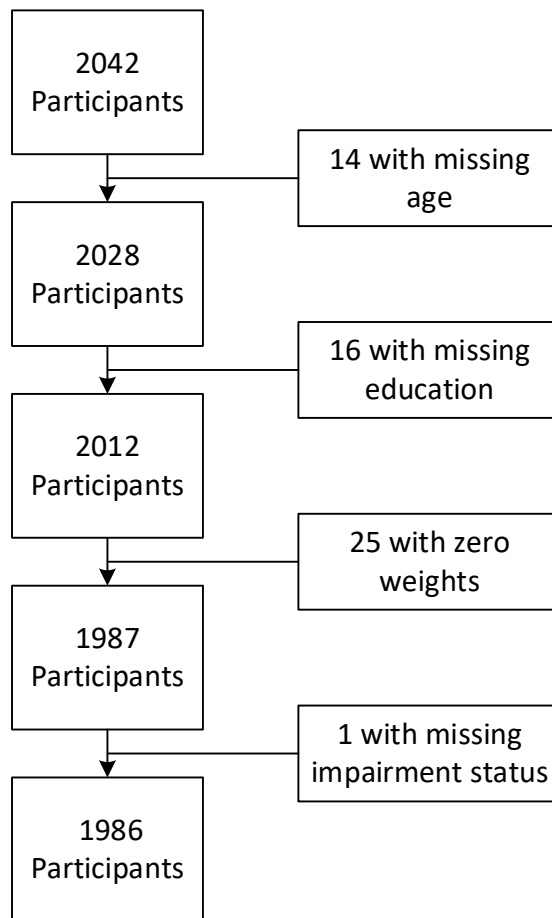 2042
Participants
14 with missing
age
2028
Participants
16 with missing
education
2012
Participants
25 with zero
weights
1987
Participants
1 with missing
impairment status
1986
Participants